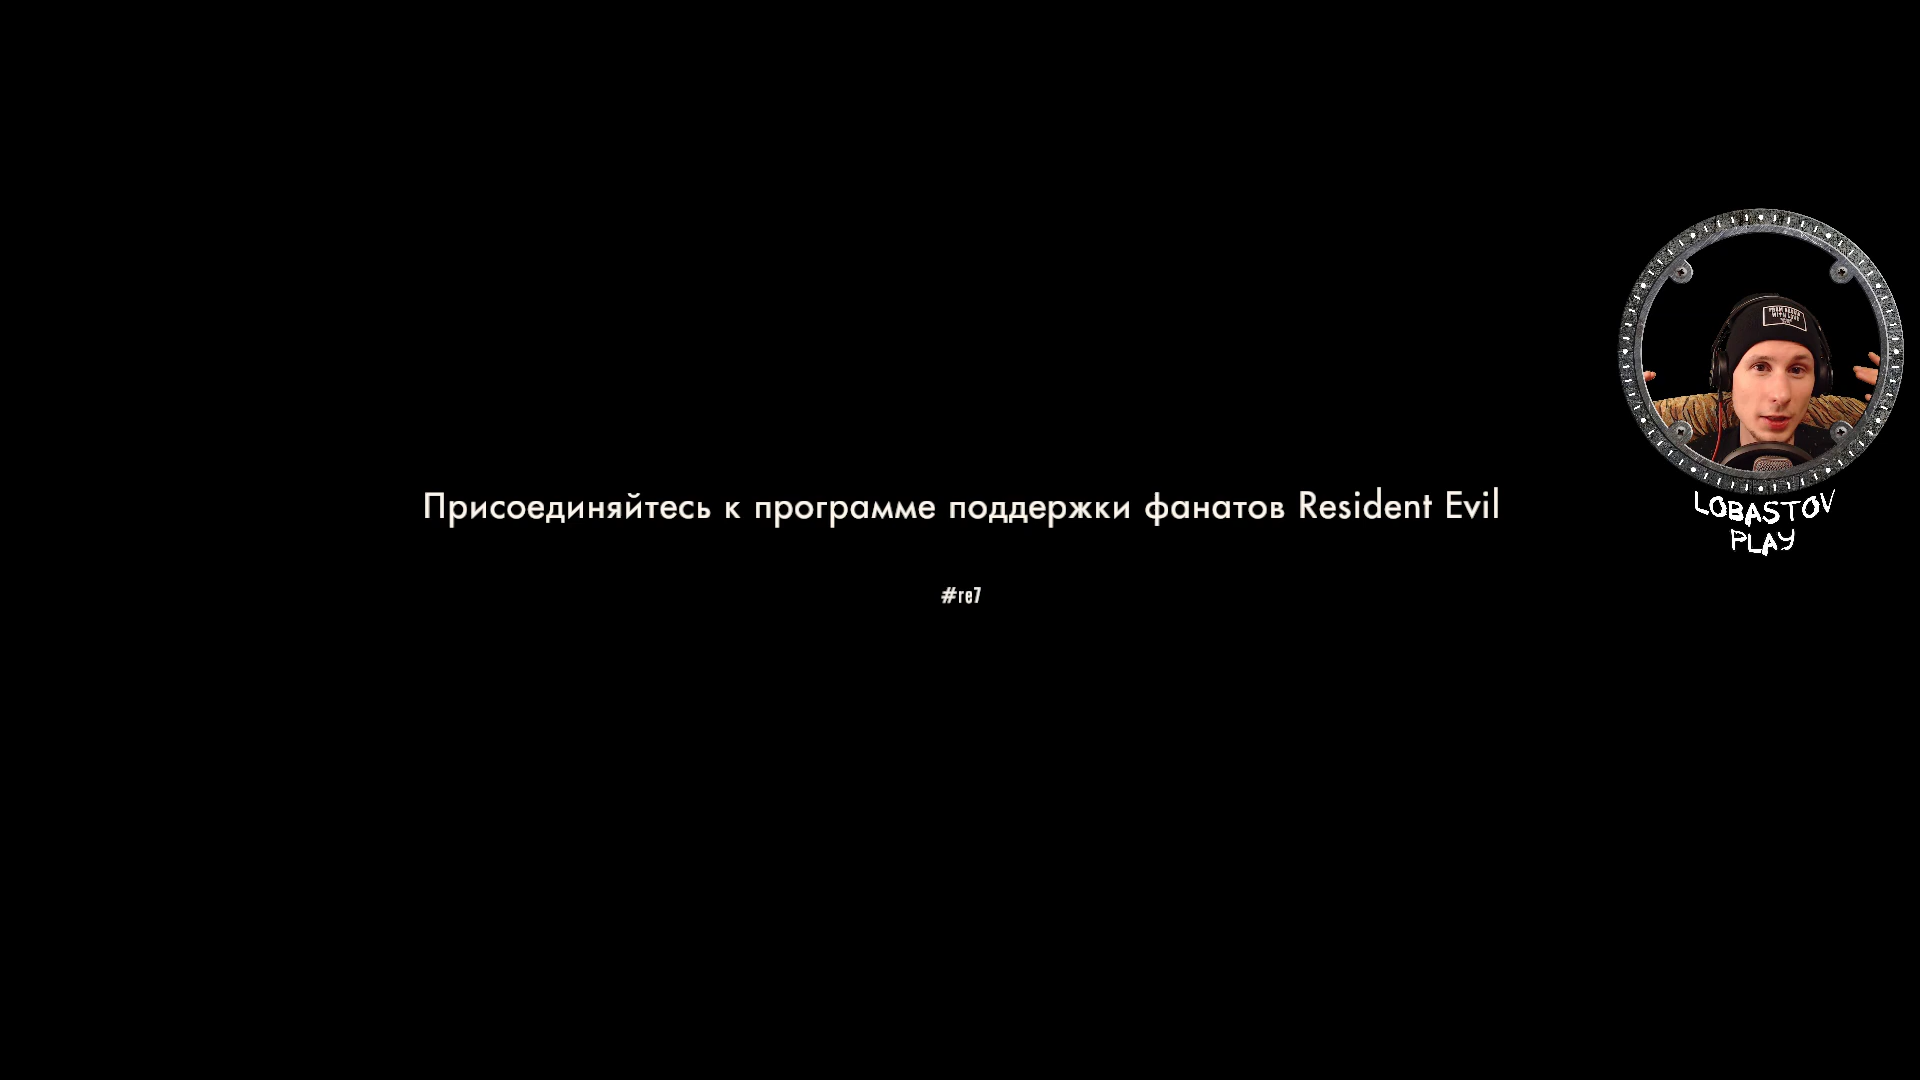 Присоединяйтесь к программе поддержки фанатов Resident Evil
LOBASTOV
PLAY
#re7